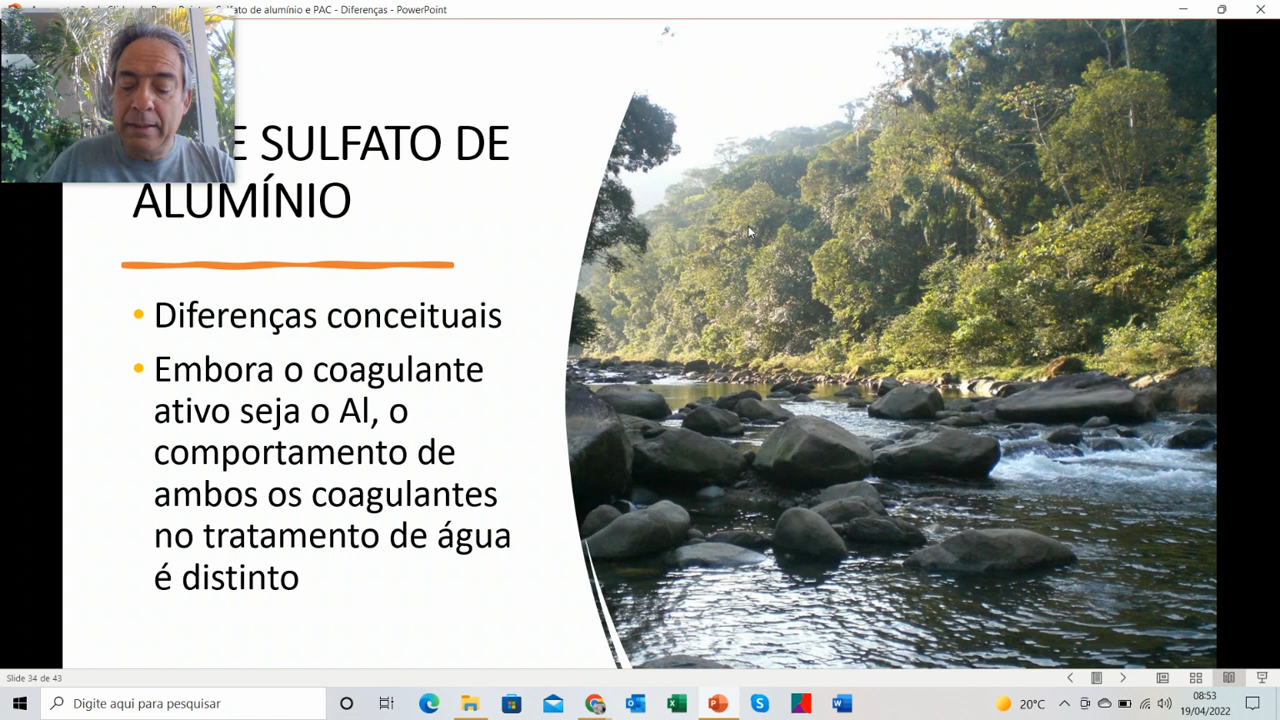 Sulfato de alumínio e PAC - Diferenças - PowerPoint
E SULFATO DE
ALUMÍNIO
• Diferenças conceituais
• Embora o coagulante
ativo seja o Al, o
comportamento de
ambos os coagulantes
no tratamento de água
é distinto
Slide 34 de 43
Digite aqui para pesquisar
20°C
08:53
19/04/2022